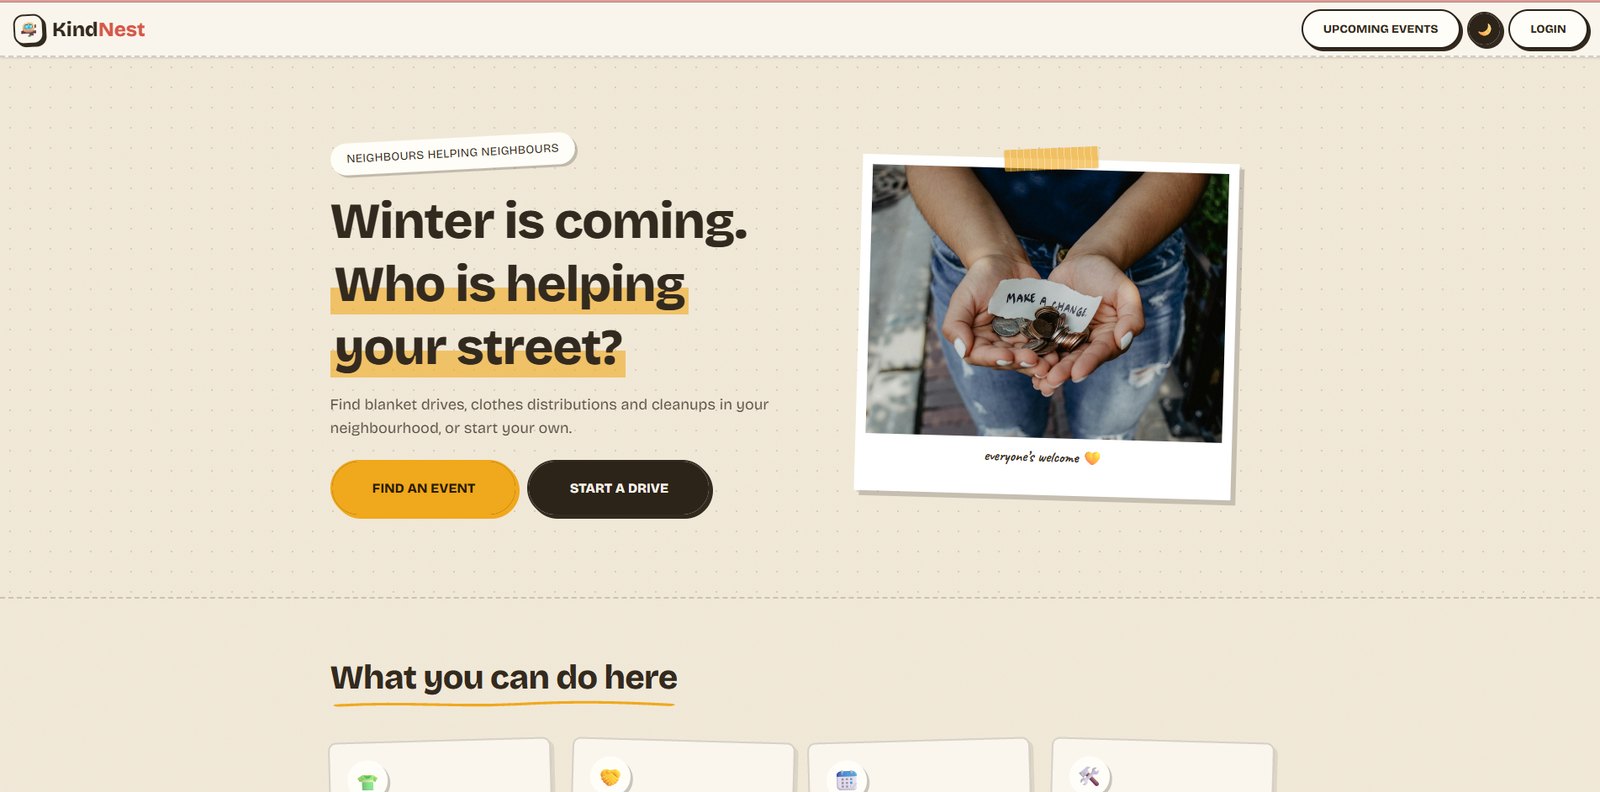 KindNest
UPCOMING EVENTS
LOGIN
NEIGHBOURS HELPING NEIGHBOURS
Winter is coming.
Who is helping
your street?
Find blanket drives, clothes distributions and cleanups in your
neighbourhood, or start your own.
FIND AN EVENT
START A DRIVE
MAKE A CHANGE
everyone's welcome 🧡
What you can do here